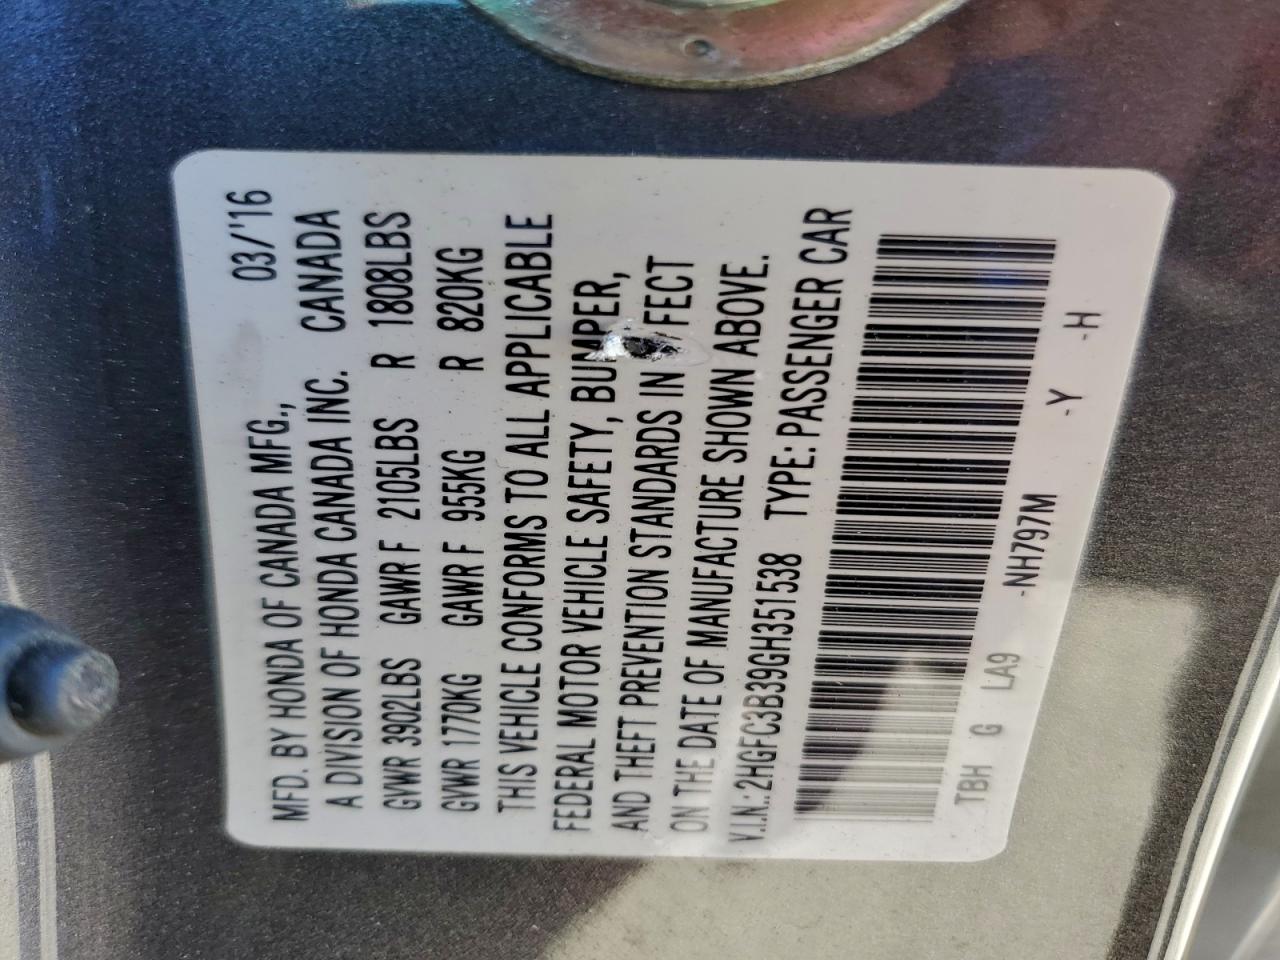 MFD. BY HONDA OF CANADA MFG., 03/'16
A DIVISION OF HONDA CANADA INC. CANADA
GVWR 3902LBS GAWR F 2105LBS R 1808LBS
GVWR 1770KG GAWR F 955KG R 820KG
THIS VEHICLE CONFORMS TO ALL APPLICABLE
FEDERAL MOTOR VEHICLE SAFETY, BUMPER,
AND THEFT PREVENTION STANDARDS IN FECT
ON THE DATE OF MANUFACTURE SHOWN ABOVE.
V.I.N.: 2HGFC3B39GH351538 TYPE: PASSENGER CAR
TBH G LA9 -NH797M -Y -H